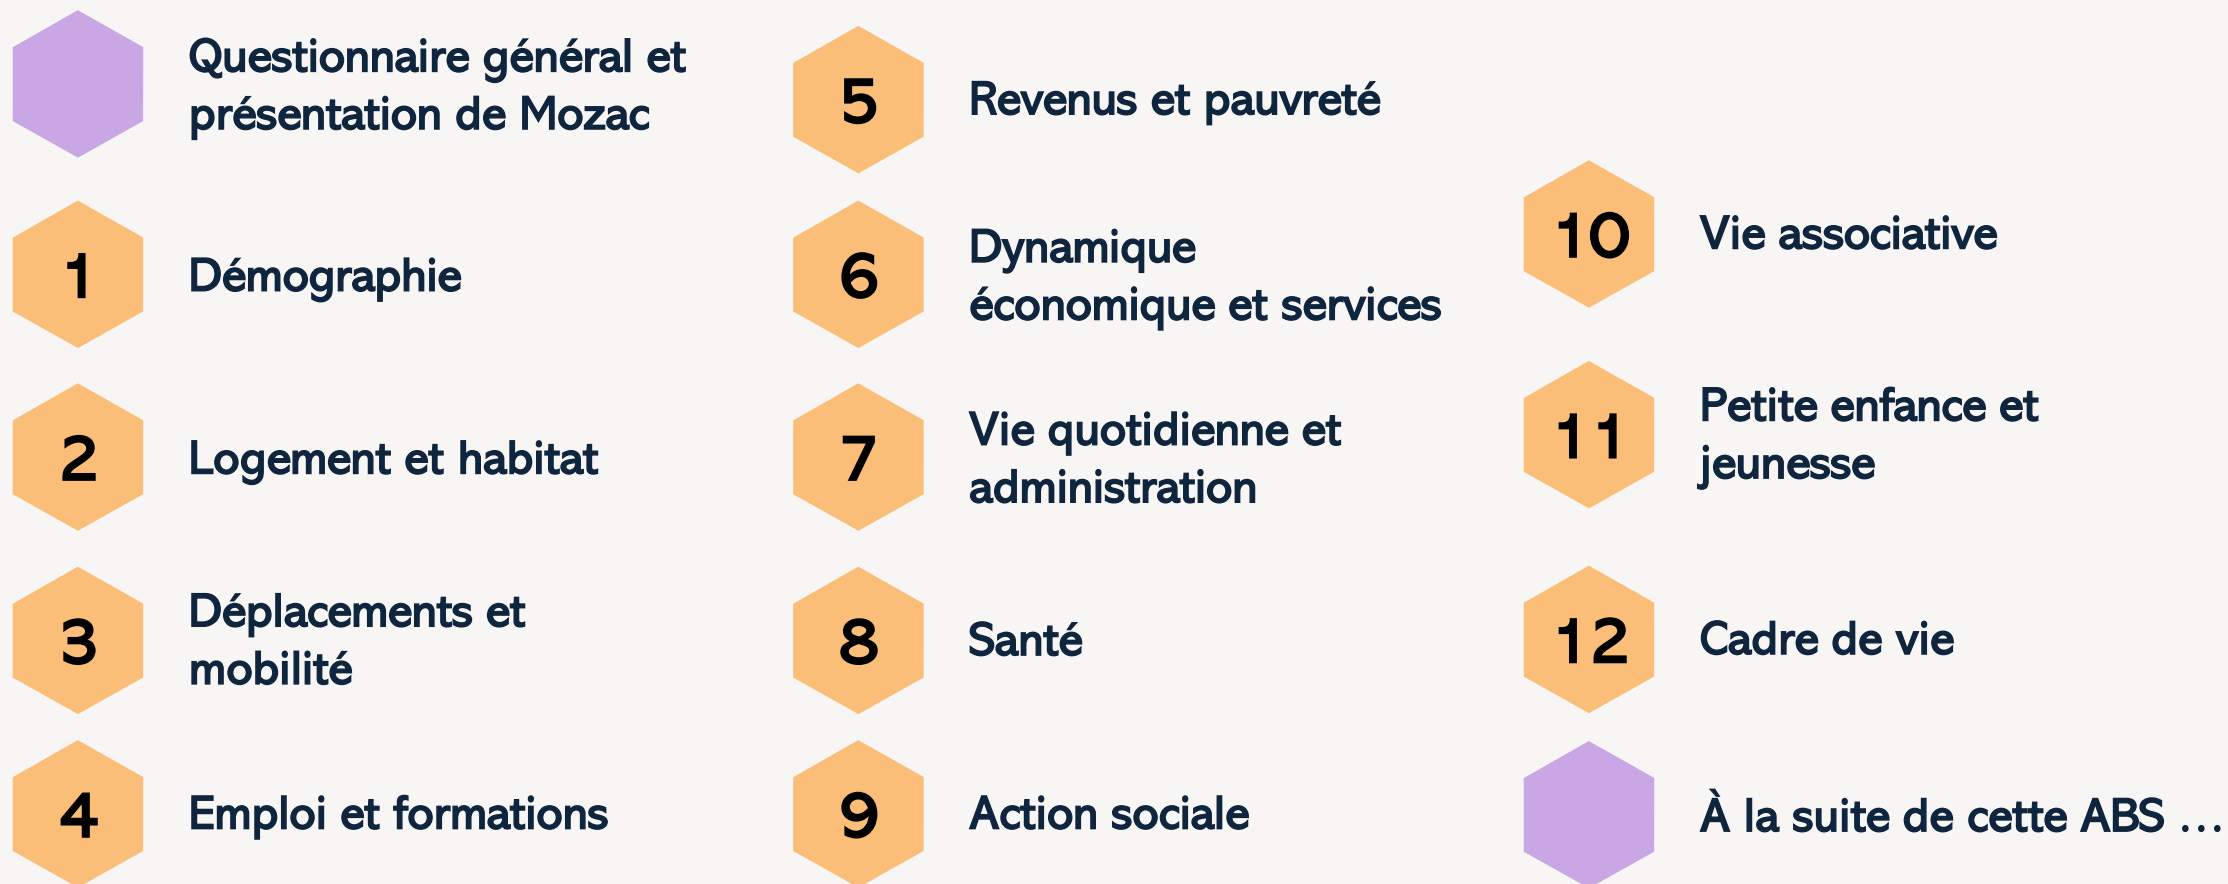 Questionnaire général et
présentation de Mozac
1 Démographie
2 Logement et habitat
3 Déplacements et
mobilité
4 Emploi et formations
5 Revenus et pauvreté
6 Dynamique
économique et services
7 Vie quotidienne et
administration
8 Santé
9 Action sociale
10 Vie associative
11 Petite enfance et
jeunesse
12 Cadre de vie
À la suite de cette ABS ...